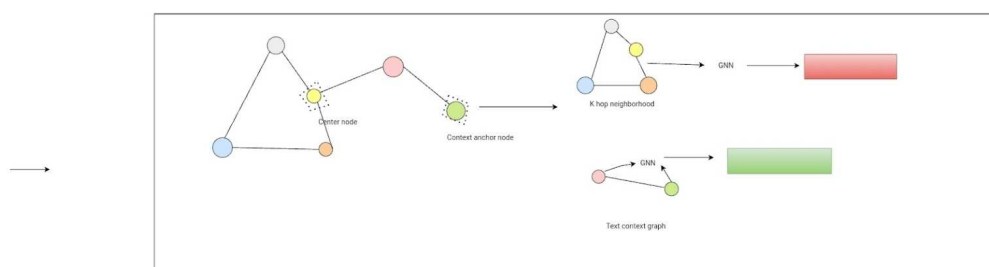 Center node
Context anchor node
GNN
K hop neighborhood
GNN
Text context graph